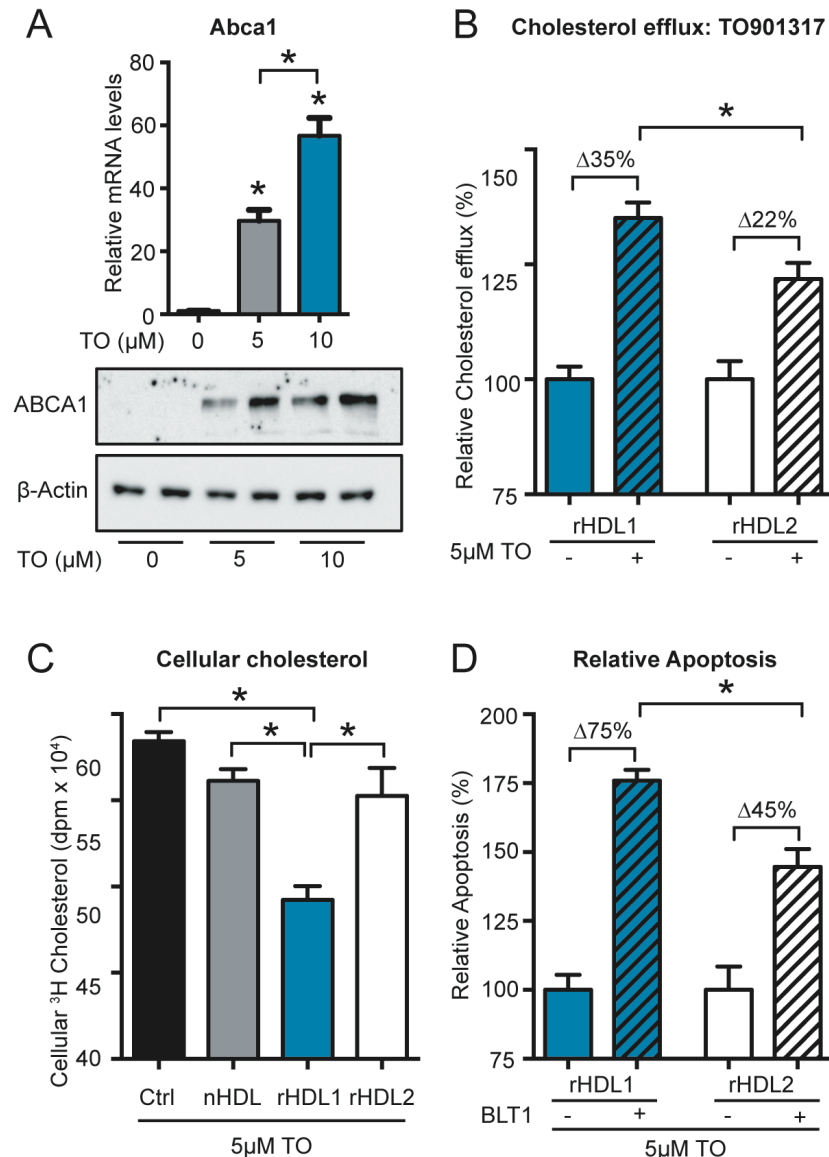 A
Abca1
Relative mRNA levels
80
60
40
20
0
*
*
*
TO (µM)
0 5 10
ABCA1
β-Actin
TO (µM)
0 5 10
B
Cholesterol efflux: TO901317
Relative Cholesterol efflux (%)
150
125
100
75
*
Δ35%
Δ22%
rHDL1 rHDL2
5µM TO
- + - +
C
Cellular cholesterol
Cellular ³H Cholesterol (dpm x 10⁴)
60
55
50
45
40
*
* *
Ctrl nHDL rHDL1 rHDL2
5µM TO
D
Relative Apoptosis
Relative Apoptosis (%)
200
175
150
125
100
75
*
Δ75%
Δ45%
rHDL1 rHDL2
BLT1 - + - +
5µM TO